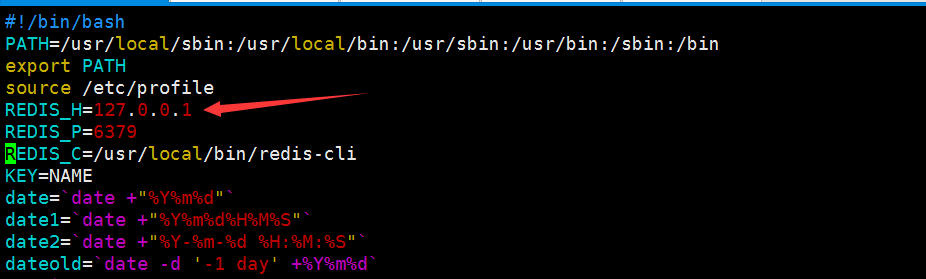 #!/bin/bash
PATH=/usr/local/sbin:/usr/local/bin:/usr/sbin:/usr/bin:/sbin:/bin
export PATH
source /etc/profile
REDIS_H=127.0.0.1
REDIS_P=6379
REDIS_C=/usr/local/bin/redis-cli
KEY=NAME
date=`date +"%Y%m%d"`
date1=`date +"%Y%m%d%H%M%S"`
date2=`date +"%Y-%m-%d %H:%M:%S"`
dateold=`date -d '-1 day' +%Y%m%d`